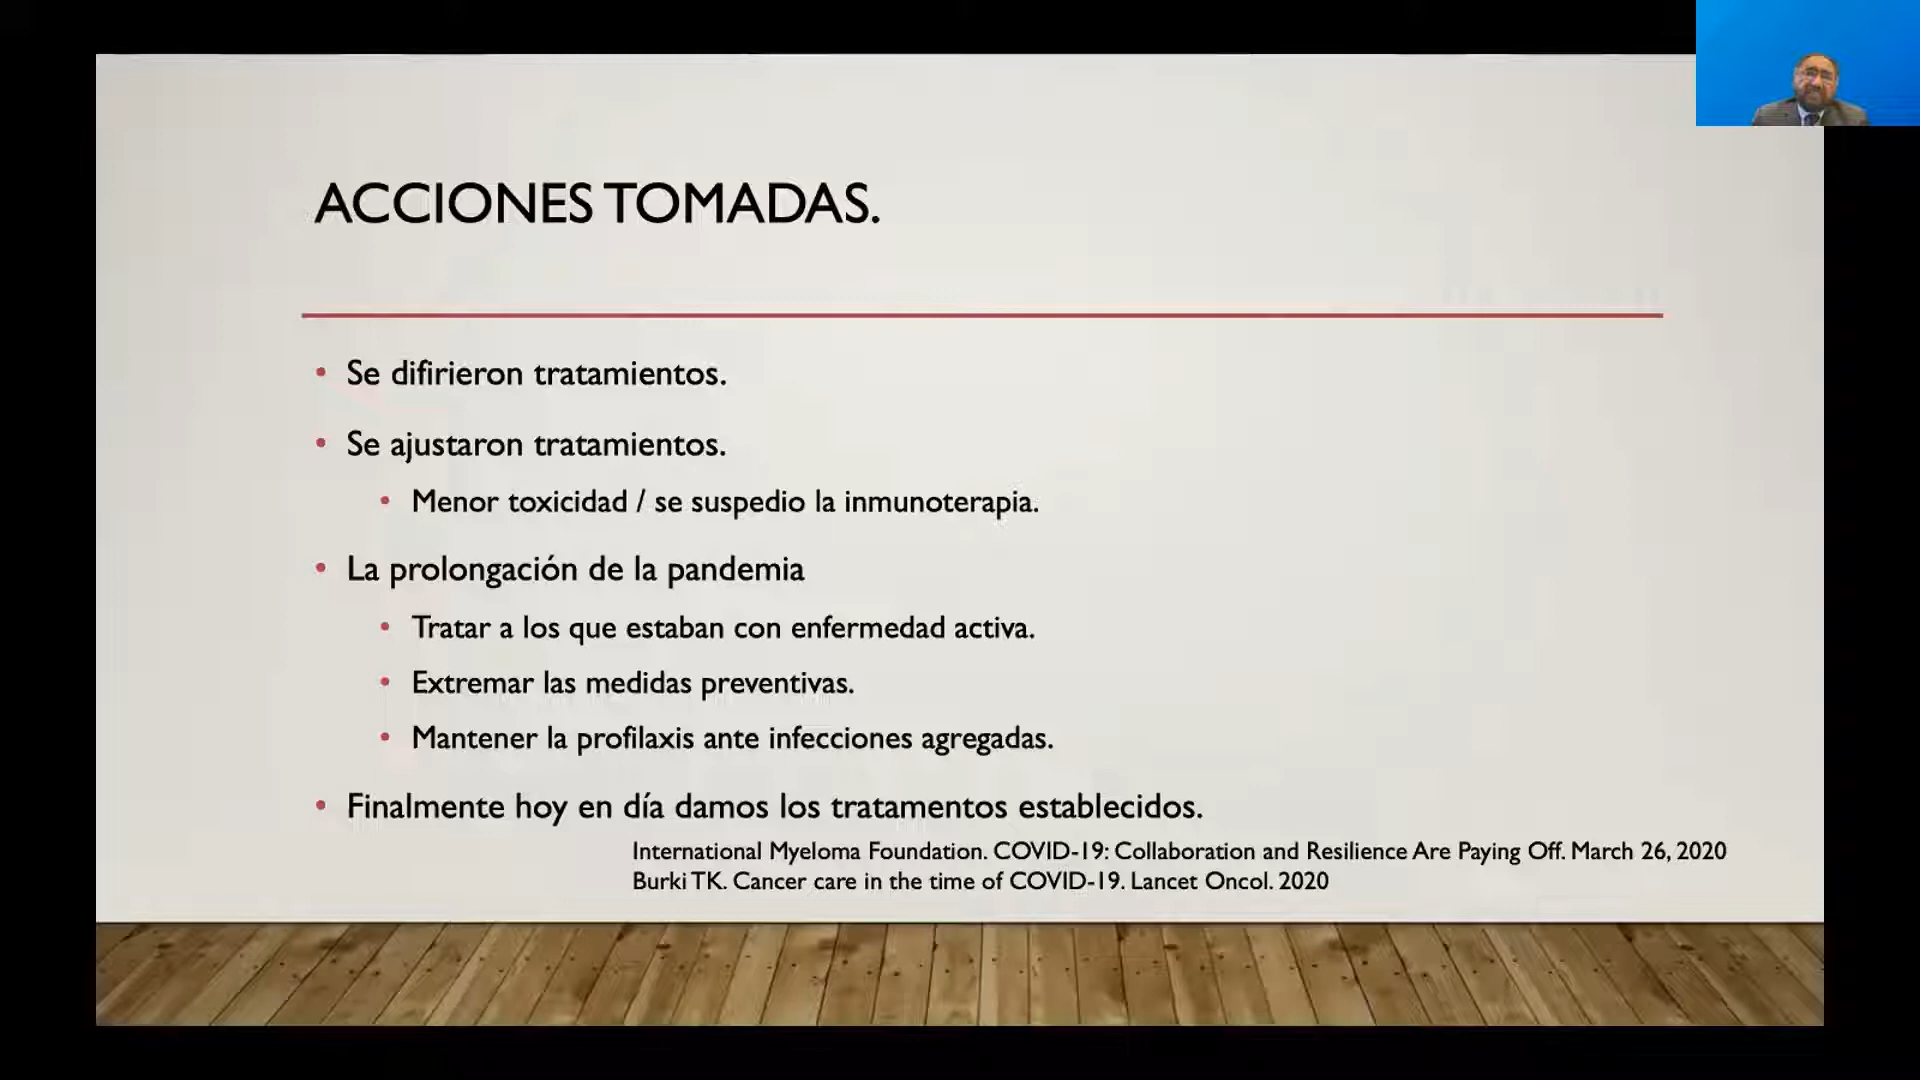 ACCIONES TOMADAS.
• Se difirieron tratamientos.
• Se ajustaron tratamientos.
• Menor toxicidad / se suspedio la inmunoterapia.
• La prolongación de la pandemia
• Tratar a los que estaban con enfermedad activa.
• Extremar las medidas preventivas.
• Mantener la profilaxis ante infecciones agregadas.
• Finalmente hoy en día damos los tratamentos establecidos.
International Myeloma Foundation. COVID-19: Collaboration and Resilience Are Paying Off. March 26, 2020
Burki TK. Cancer care in the time of COVID-19. Lancet Oncol. 2020